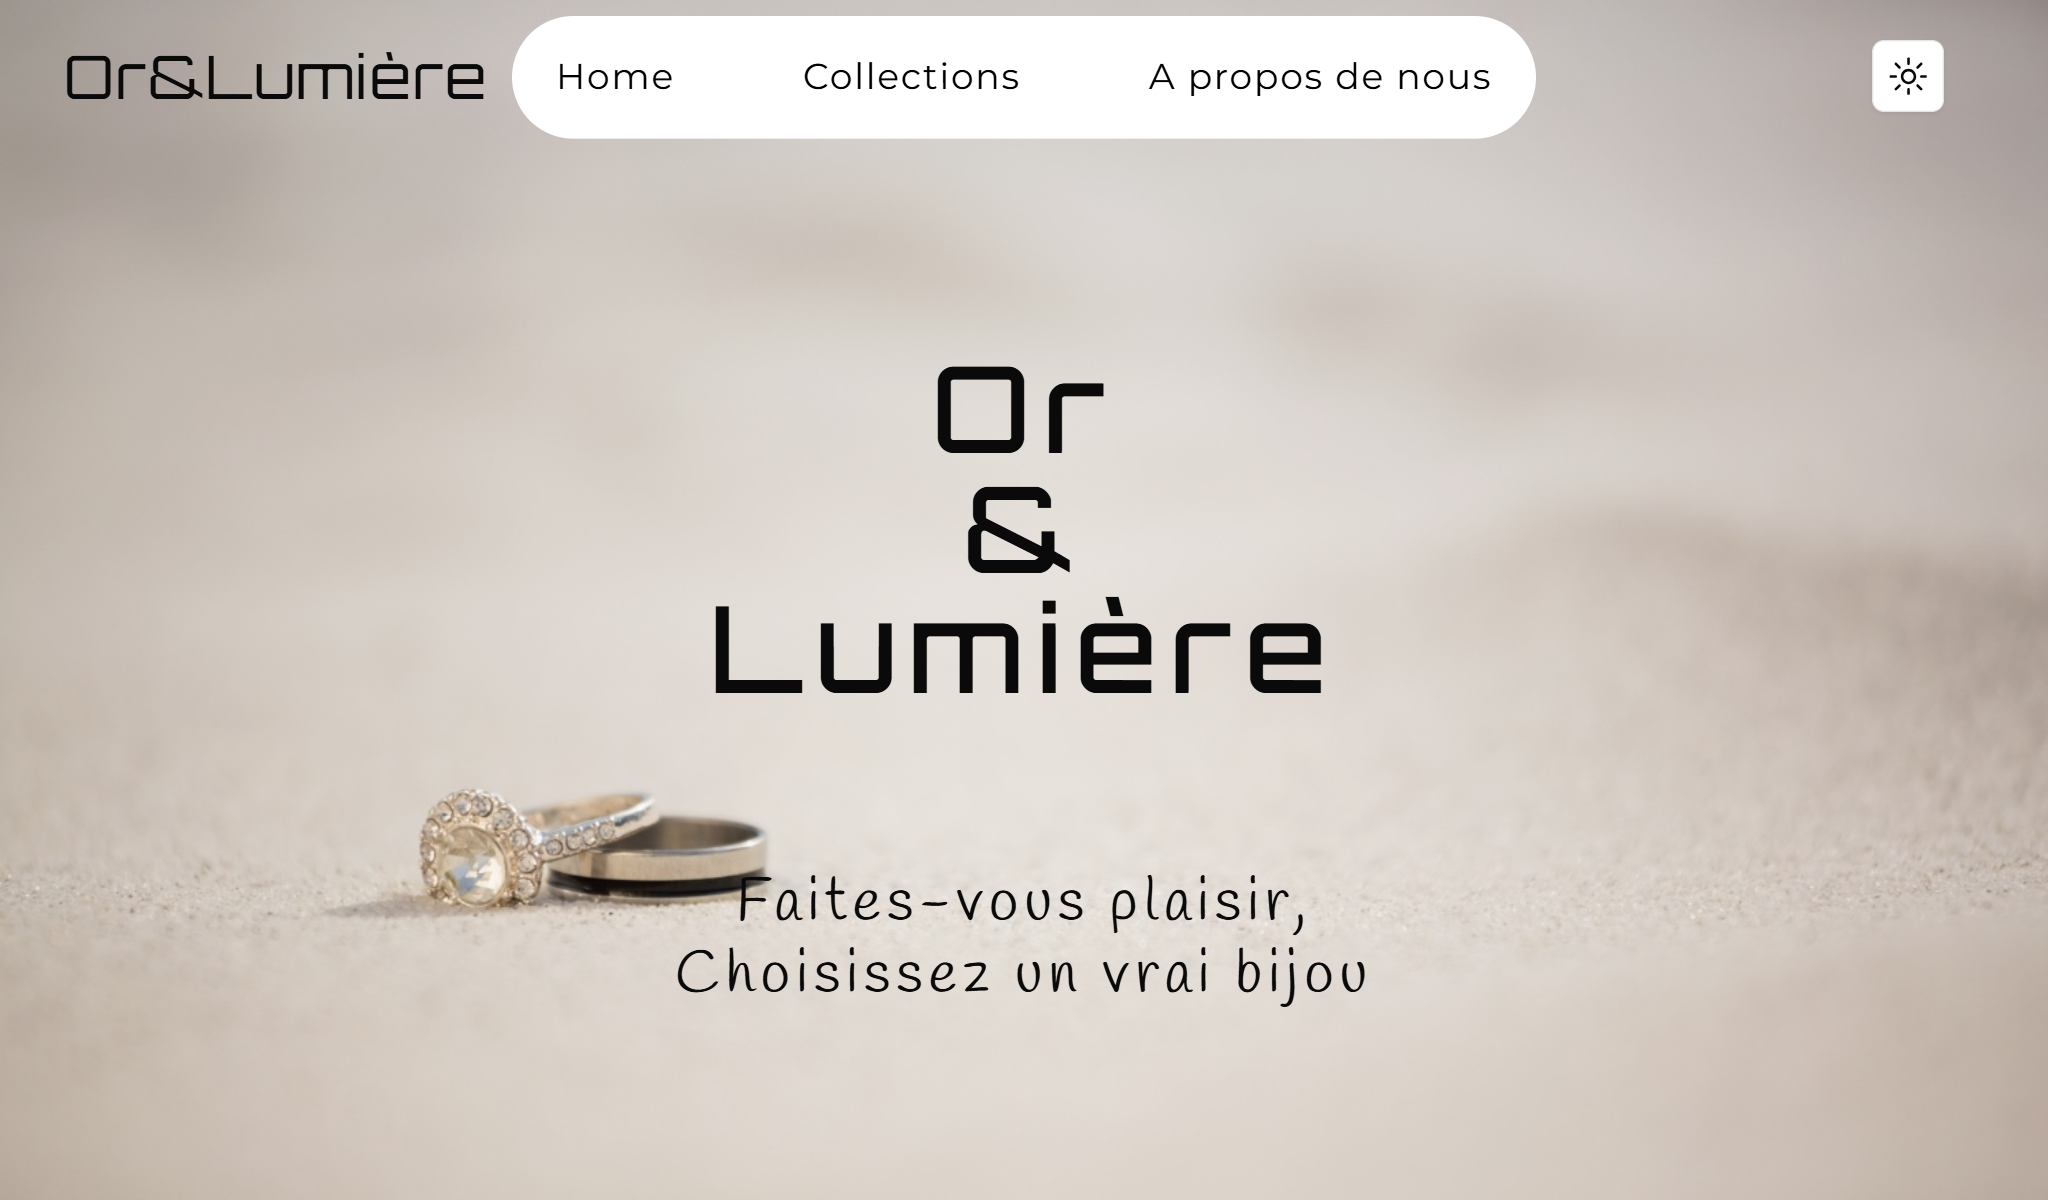 Or&Lumière
Home
Collections
A propos de nous
Or
&
Lumière
Faites-vous plaisir,
Choisissez un vrai bijou